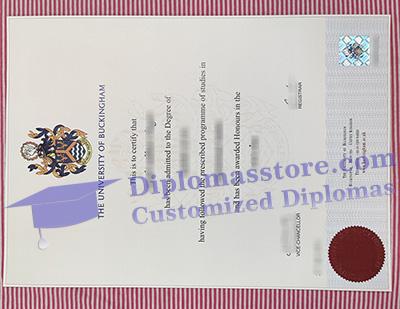 THE UNIVERSITY OF BUCKINGHAM
This is to certify that
has been admitted to the Degree of
having followed the prescribed programme of studies in
and has been awarded Honours in the
VICE-CHANCELLOR
REGISTRAR
Diplomasstore.com
Customized Diplomas